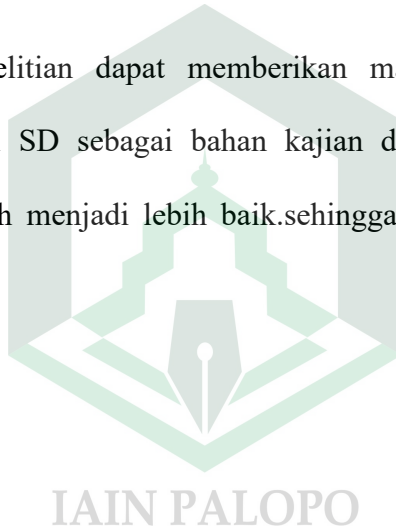 elitian dapat memberikan ma
SD sebagai bahan kajian d
h menjadi lebih baik.sehingga
IAIN PALOPO